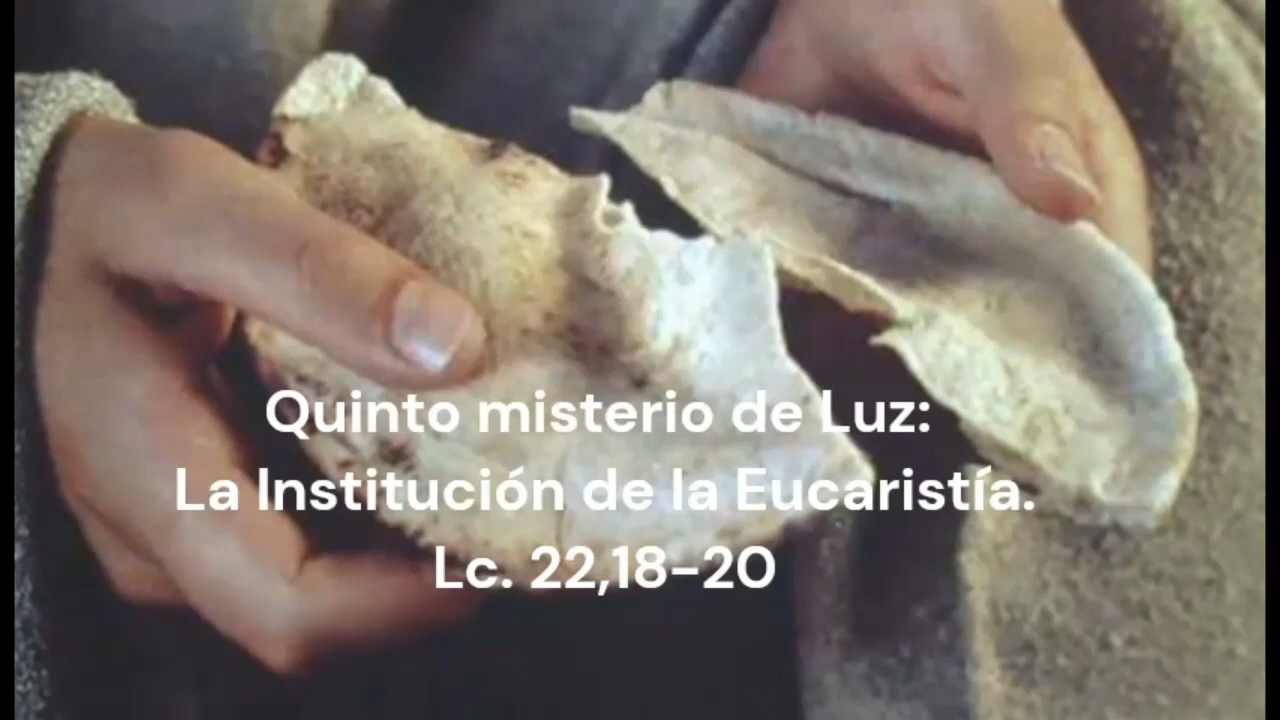 Quinto misterio de Luz:
La Institución de la Eucaristía.
Lc. 22,18-20